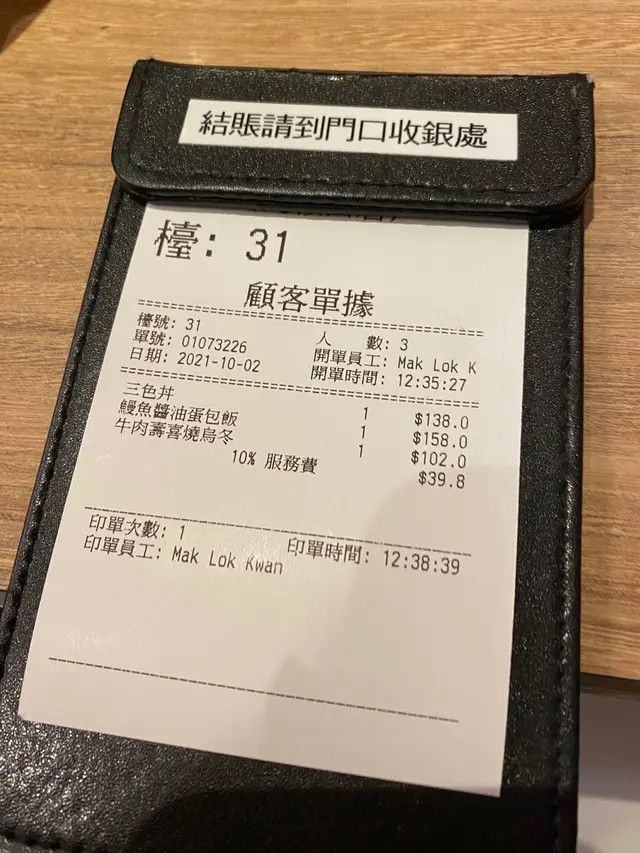 結賬請到門口收銀處
檯: 31
顧客單據
檯號: 31 人 數: 3
單號: 01073226 開單員工: Mak Lok K
日期: 2021-10-02 開單時間: 12:35:27
三色丼 1 $138.0
鰻魚醬油蛋包飯 1 $158.0
牛肉壽喜燒烏冬 1 $102.0
10% 服務費 $39.8
印單次數: 1 印單時間: 12:38:39
印單員工: Mak Lok Kwan